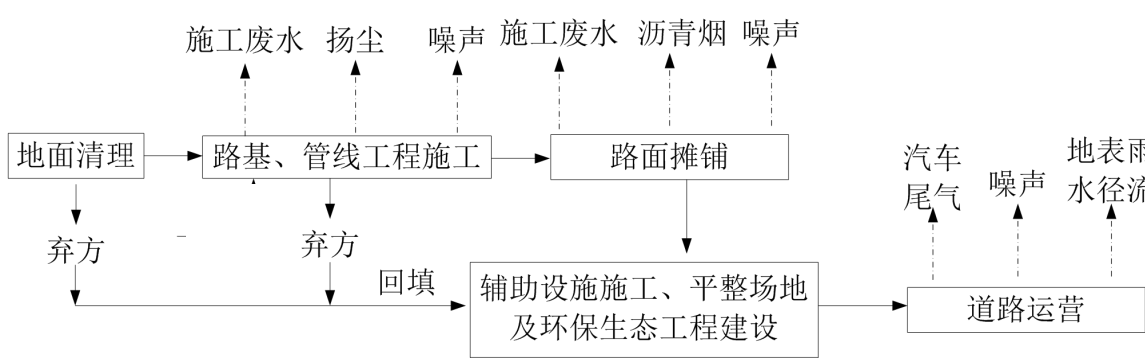 施工废水
扬尘
噪声
施工废水
沥青烟
噪声
地面清理
路基、管线工程施工
路面摊铺
汽车
尾气
噪声
地表雨
水径流
弃方
弃方
回填
辅助设施施工、平整场地
及环保生态工程建设
道路运营